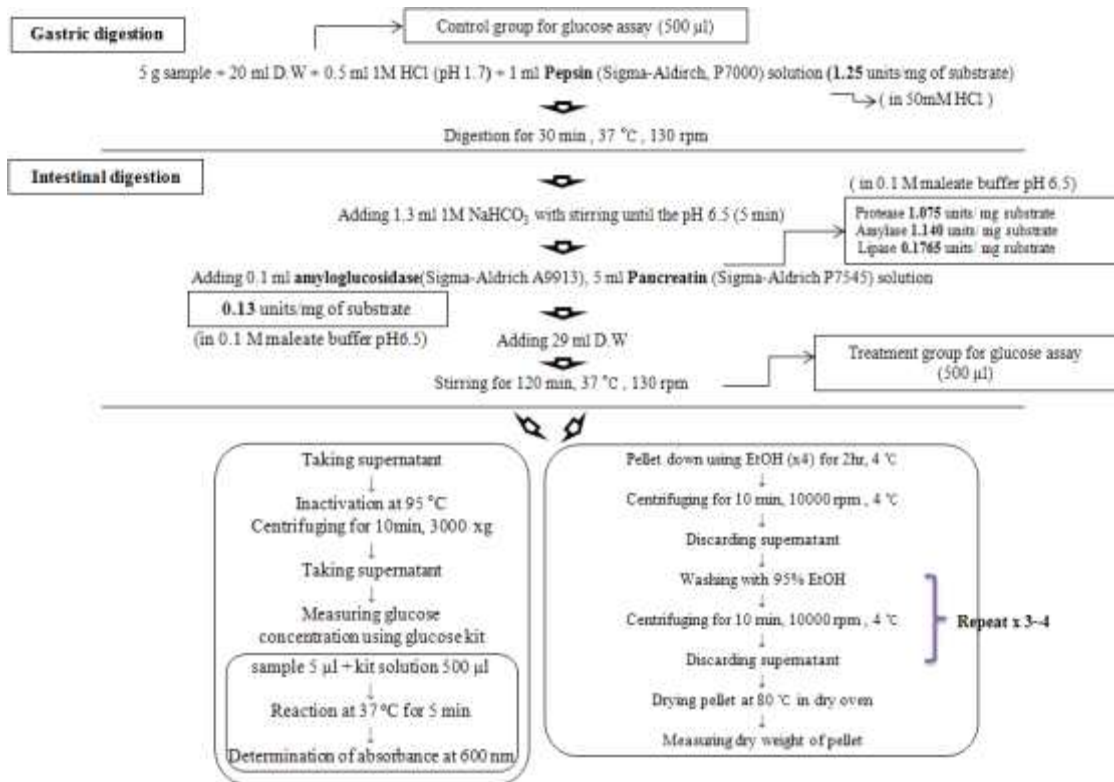 Gastric digestion
Control group for glucose assay (500 µl)
5 g sample + 20 ml D.W + 0.5 ml 1M HCl (pH 1.7) + 1 ml Pepsin (Sigma-Aldirch, P7000) solution (1.25 units/mg of substrate)
( in 50mM HCl )
Digestion for 30 min , 37 °C , 130 rpm
Intestinal digestion
( in 0.1 M maleate buffer pH 6.5)
Adding 1.3 ml 1M NaHCO₃ with stirring until the pH 6.5 (5 min)
Protease 1.075 units/ mg substrate
Amylase 1.140 units/ mg substrate
Lipase 0.1765 units/ mg substrate
Adding 0.1 ml amyloglucosidase(Sigma-Aldrich A9913), 5 ml Pancreatin (Sigma-Aldrich P7545) solution
0.13 units/mg of substrate
(in 0.1 M maleate buffer pH6.5)
Adding 29 ml D.W
Treatment group for glucose assay
(500 µl)
Stirring for 120 min, 37 °C , 130 rpm
Taking supernatant
↓
Inactivation at 95 °C
Centrifuging for 10min, 3000 xg
↓
Taking supernatant
↓
Measuring glucose
concentration using glucose kit
sample 5 µl + kit solution 500 µl
↓
Reaction at 37 °C for 5 min
↓
Determination of absorbance at 600 nm
Pellet down using EtOH (x4) for 2hr, 4 ℃
↓
Centrifuging for 10 min, 10000 rpm , 4 ℃
↓
Discarding supernatant
↓
Washing with 95% EtOH
↓
Centrifuging for 10 min, 10000 rpm , 4 ℃
↓
Discarding supernatant
Repeat x 3~4
↓
Drying pellet at 80 ℃ in dry oven
↓
Measuring dry weight of pellet